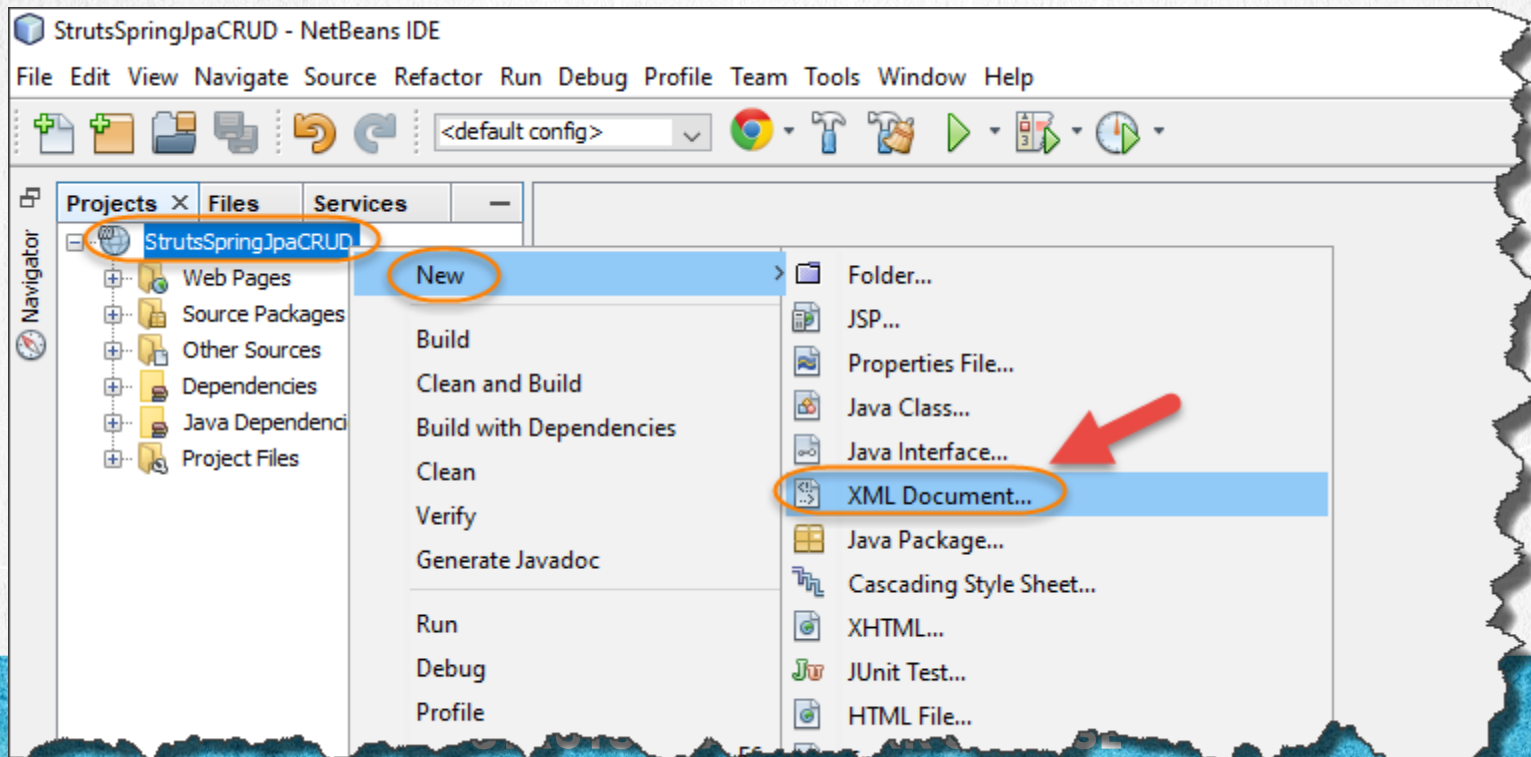 StrutsSpringJpaCRUD - NetBeans IDE
File Edit View Navigate Source Refactor Run Debug Profile Team Tools Window Help
<default config>
Projects Files Services
Navigator
StrutsSpringJpaCRUD
Web Pages
Source Packages
Other Sources
Dependencies
Java Dependenci
Project Files
New
Build
Clean and Build
Build with Dependencies
Clean
Verify
Generate Javadoc
Run
Debug
Profile
Folder...
JSP...
Properties File...
Java Class...
Java Interface...
XML Document...
Java Package...
Cascading Style Sheet...
XHTML...
JUnit Test...
HTML File...